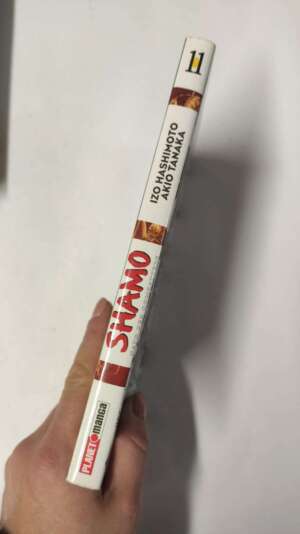 11
IZO HASHIMOTO
AKIO TANAKA
SHAMO
PLANET manga